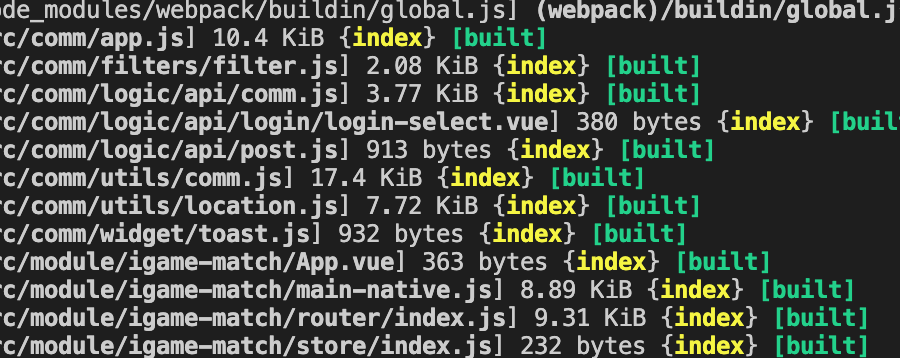 de_modules/webpack/buildin/global.js] (webpack)/buildin/global.j
rc/comm/app.js] 10.4 KiB {index} [built]
rc/comm/filters/filter.js] 2.08 KiB {index} [built]
rc/comm/logic/api/comm.js] 3.77 KiB {index} [built]
rc/comm/logic/api/login/login-select.vue] 380 bytes {index} [buil
rc/comm/logic/api/post.js] 913 bytes {index} [built]
rc/comm/utils/comm.js] 17.4 KiB {index} [built]
rc/comm/utils/location.js] 7.72 KiB {index} [built]
rc/comm/widget/toast.js] 932 bytes {index} [built]
rc/module/igame-match/App.vue] 363 bytes {index} [built]
rc/module/igame-match/main-native.js] 8.89 KiB {index} [built]
rc/module/igame-match/router/index.js] 9.31 KiB {index} [built]
rc/module/igame-match/store/index.js] 232 bytes {index} [built]